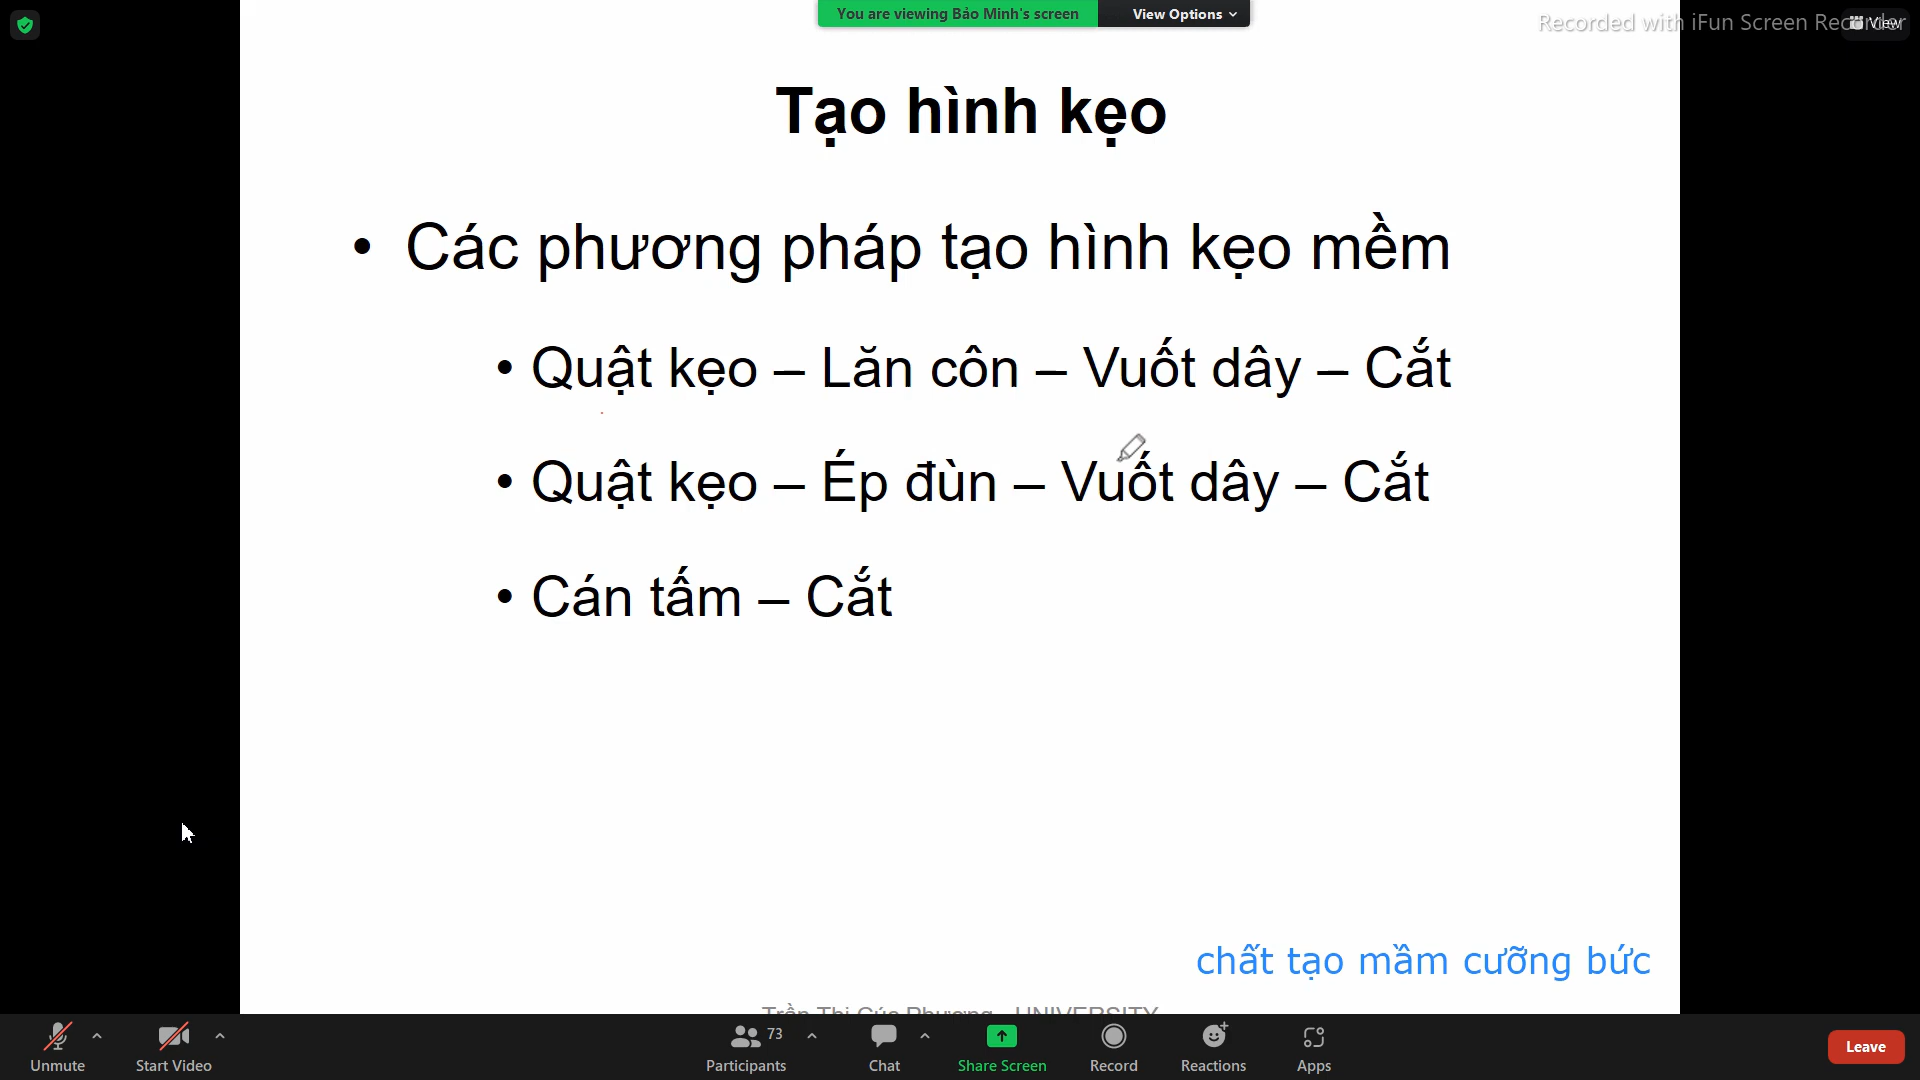 You are viewing Bảo Minh's screen View Options
Recorded with iFun Screen Recorder
View
Tạo hình kẹo
• Các phương pháp tạo hình kẹo mềm
• Quật kẹo – Lăn côn – Vuốt dây – Cắt
• Quật kẹo – Ép đùn – Vuốt dây – Cắt
• Cán tấm – Cắt
chất tạo mầm cưỡng bức
Trần Thị Cúc Phương - UNIVERSITY
73
Unmute Start Video Participants Chat Share Screen Record Reactions Apps Leave